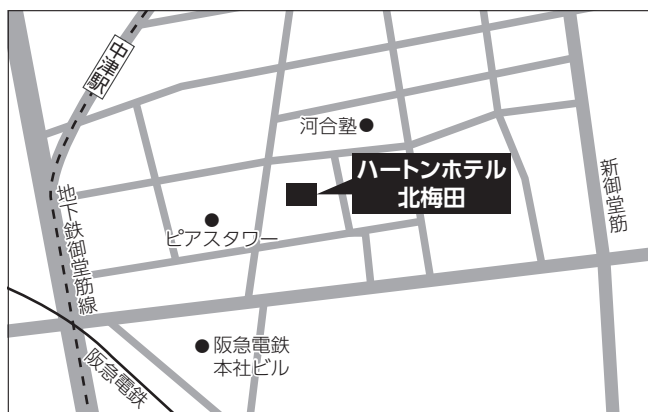 中津駅
河合塾
ハートンホテル
北梅田
新御堂筋
地下鉄御堂筋線
ピアスタワー
阪急電鉄
本社ビル
阪急電鉄